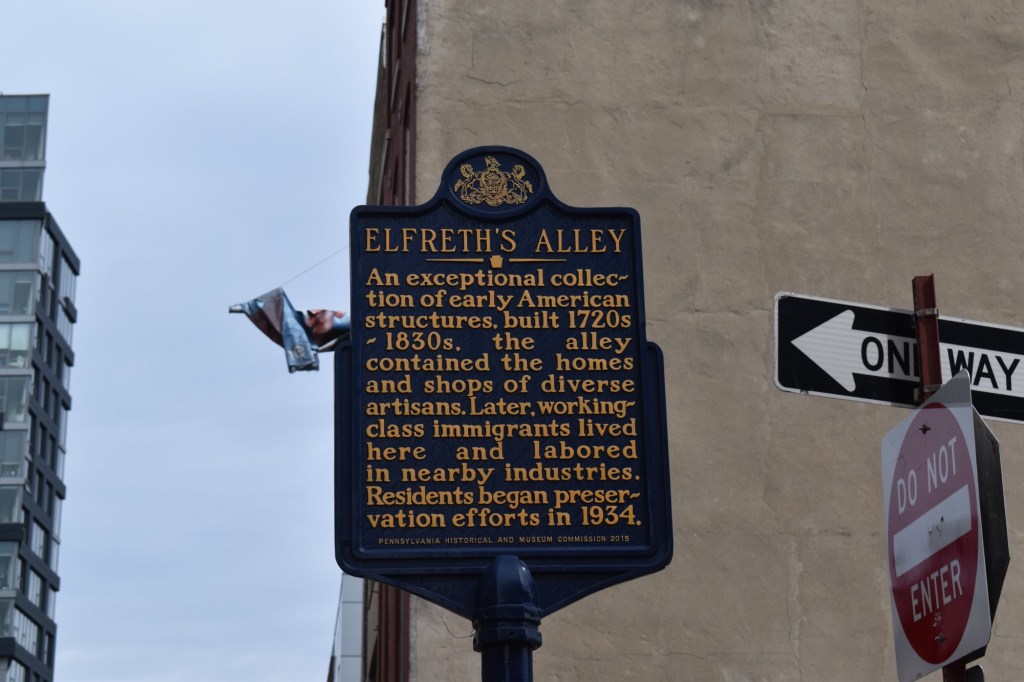 ELFRETH'S ALLEY
An exceptional collec-
tion of early American
structures, built 1720s
- 1830s, the alley
contained the homes
and shops of diverse
artisans. Later, working-
class immigrants lived
here and labored
in nearby industries.
Residents began preser-
vation efforts in 1934.
PENNSYLVANIA HISTORICAL AND MUSEUM COMMISSION 2015
ONE WAY
DO NOT
ENTER